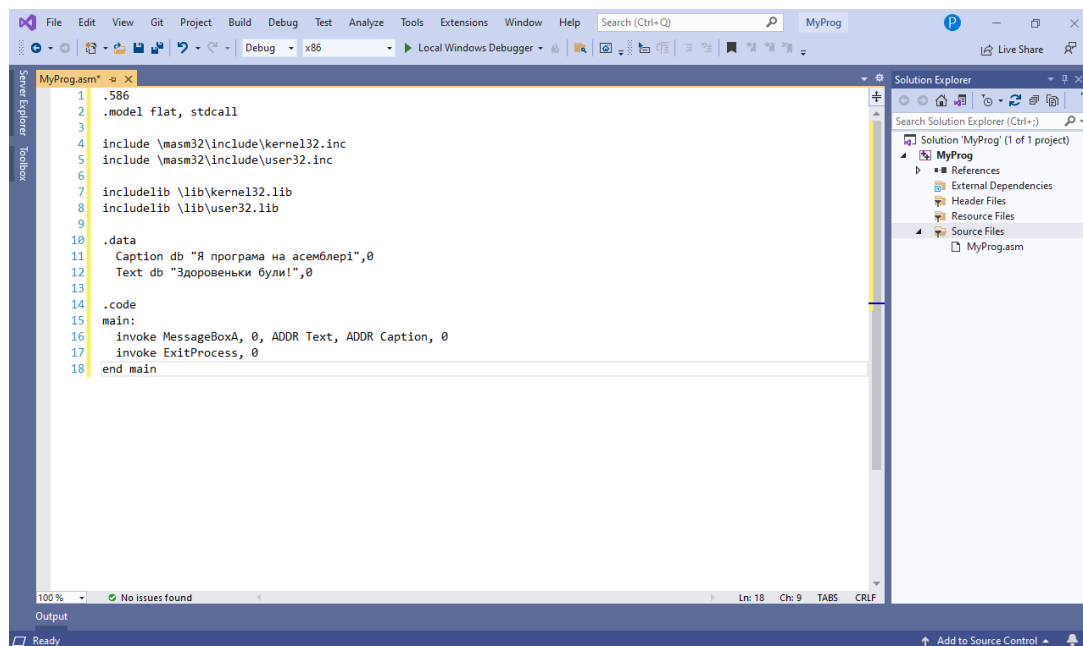 File Edit View Git Project Build Debug Test Analyze Tools Extensions Window Help Search (Ctrl+Q) MyProg P
Debug x86 Local Windows Debugger Live Share
Server Explorer
Toolbox
MyProg.asm*
1 .586
2 .model flat, stdcall
3
4 include \masm32\include\kernel32.inc
5 include \masm32\include\user32.inc
6
7 includelib \lib\kernel32.lib
8 includelib \lib\user32.lib
9
10 .data
11 Caption db "Я програма на асемблері",0
12 Text db "Здоровеньки були!",0
13
14 .code
15 main:
16 invoke MessageBoxA, 0, ADDR Text, ADDR Caption, 0
17 invoke ExitProcess, 0
18 end main
100 % No issues found Ln: 18 Ch: 9 TABS CRLF
Solution Explorer
Search Solution Explorer (Ctrl+;)
Solution 'MyProg' (1 of 1 project)
MyProg
References
External Dependencies
Header Files
Resource Files
Source Files
MyProg.asm
Output
Ready Add to Source Control